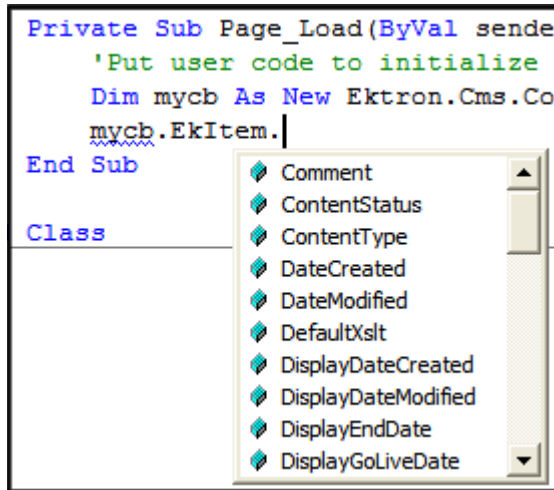 Private Sub Page_Load(ByVal sende
'Put user code to initialize
Dim mycb As New Ektron.Cms.Co
mycb.EkItem.
End Sub
Class
Comment
ContentStatus
ContentType
DateCreated
DateModified
DefaultXslt
DisplayDateCreated
DisplayDateModified
DisplayEndDate
DisplayGoLiveDate